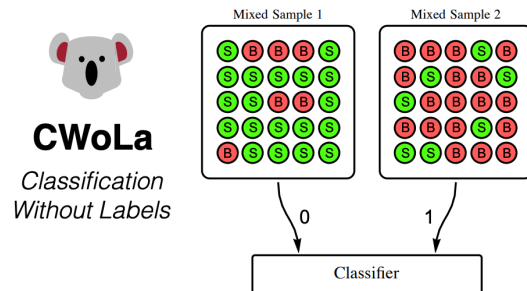 CWoLa
Classification
Without Labels
Mixed Sample 1
S B B B S
S S S S S
S S B B S
S S S S S
B S S S S
Mixed Sample 2
B B B S B
B S B B S
S B B B B
B B B S B
S S B B B
0
1
Classifier